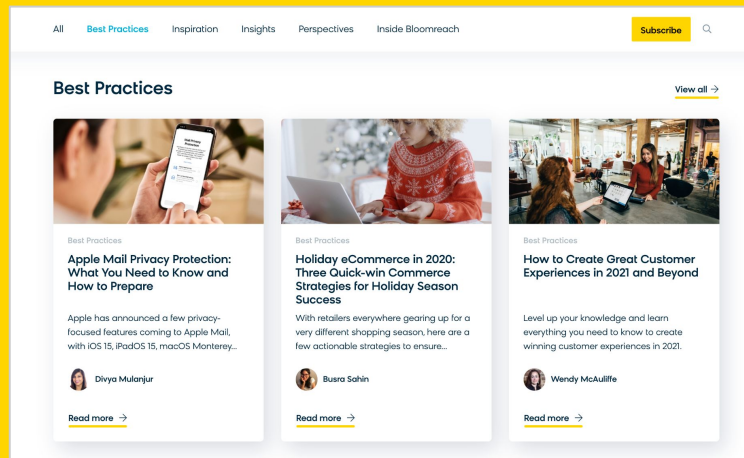 All
Best Practices
Inspiration
Insights
Perspectives
Inside Bloomreach
Subscribe
Best Practices
View all →
Best Practices
Apple Mail Privacy Protection:
What You Need to Know and
How to Prepare
Apple has announced a few privacy-
focused features coming to Apple Mail,
with iOS 15, iPadOS 15, macOS Monterey...
Divya Mulanjur
Read more →
Best Practices
Holiday eCommerce in 2020:
Three Quick-win Commerce
Strategies for Holiday Season
Success
With retailers everywhere gearing up for a
very different shopping season, here are a
few actionable strategies to ensure...
Busra Sahin
Read more →
Best Practices
How to Create Great Customer
Experiences in 2021 and Beyond
Level up your knowledge and learn
everything you need to know to create
winning customer experiences in 2021.
Wendy McAuliffe
Read more →